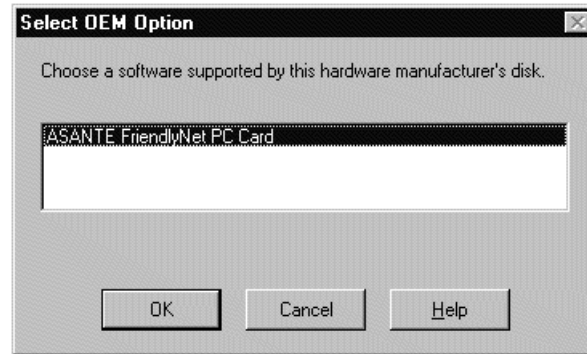 Select OEM Option
Choose a software supported by this hardware manufacturer's disk.
ASANTE FriendlyNet PC Card
OK
Cancel
Help